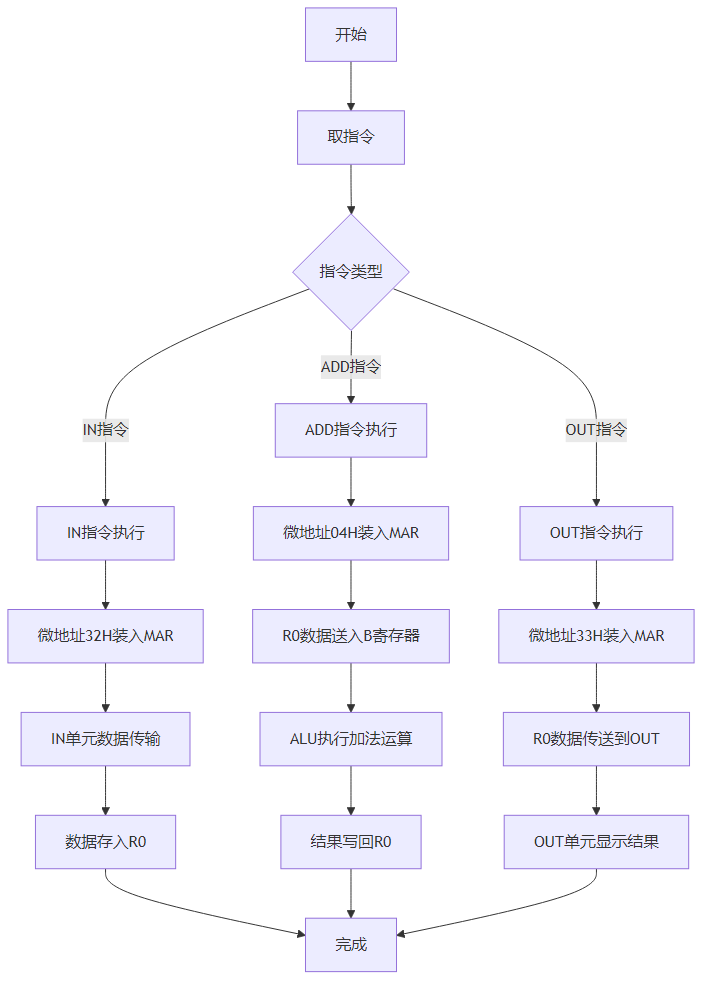 开始
取指令
指令类型
ADD指令
IN指令
OUT指令
ADD指令执行
IN指令执行
微地址04H装入MAR
OUT指令执行
微地址32H装入MAR
R0数据送入B寄存器
微地址33H装入MAR
IN单元数据传输
ALU执行加法运算
R0数据传送到OUT
数据存入R0
结果写回R0
OUT单元显示结果
完成